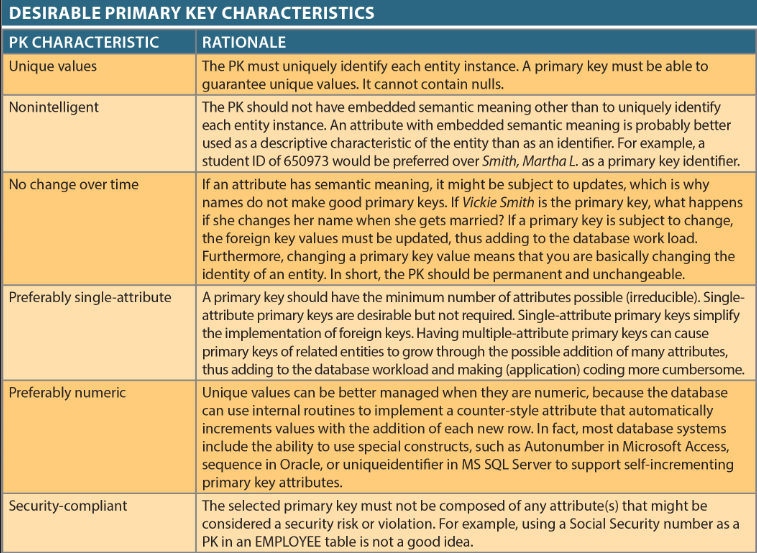 DESIRABLE PRIMARY KEY CHARACTERISTICS
PK CHARACTERISTIC RATIONALE
Unique values The PK must uniquely identify each entity instance. A primary key must be able to
guarantee unique values. It cannot contain nulls.
Nonintelligent The PK should not have embedded semantic meaning other than to uniquely identify
each entity instance. An attribute with embedded semantic meaning is probably better
used as a descriptive characteristic of the entity than as an identifier. For example, a
student ID of 650973 would be preferred over Smith, Martha L. as a primary key identifier.
No change over time If an attribute has semantic meaning, it might be subject to updates, which is why
names do not make good primary keys. If Vickie Smith is the primary key, what happens
if she changes her name when she gets married? If a primary key is subject to change,
the foreign key values must be updated, thus adding to the database work load.
Furthermore, changing a primary key value means that you are basically changing the
identity of an entity. In short, the PK should be permanent and unchangeable.
Preferably single-attribute A primary key should have the minimum number of attributes possible (irreducible). Single-
attribute primary keys are desirable but not required. Single-attribute primary keys simplify
the implementation of foreign keys. Having multiple-attribute primary keys can cause
primary keys of related entities to grow through the possible addition of many attributes,
thus adding to the database workload and making (application) coding more cumbersome.
Preferably numeric Unique values can be better managed when they are numeric, because the database
can use internal routines to implement a counter-style attribute that automatically
increments values with the addition of each new row. In fact, most database systems
include the ability to use special constructs, such as Autonumber in Microsoft Access,
sequence in Oracle, or uniqueidentifier in MS SQL Server to support self-incrementing
primary key attributes.
Security-compliant The selected primary key must not be composed of any attribute(s) that might be
considered a security risk or violation. For example, using a Social Security number as a
PK in an EMPLOYEE table is not a good idea.